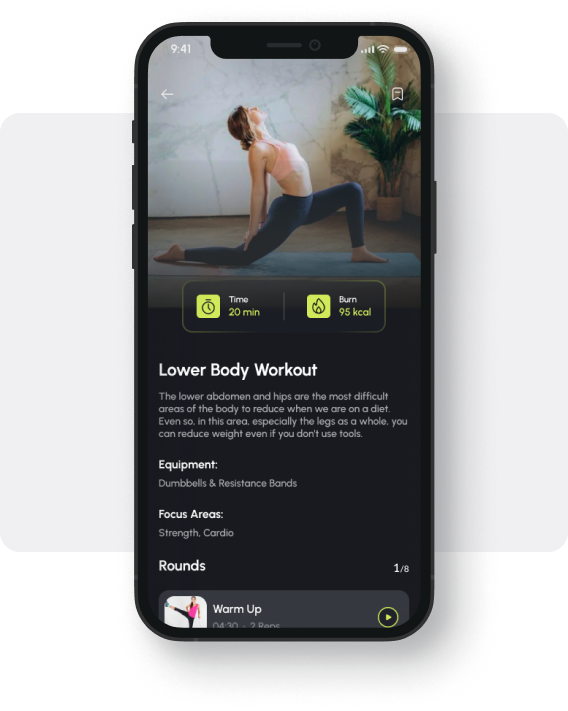 9:41
Time
20 min
Burn
95 kcal
Lower Body Workout
The lower abdomen and hips are the most difficult
areas of the body to reduce when we are on a diet.
Even so, in this area, especially the legs as a whole, you
can reduce weight even if you don't use tools.
Equipment:
Dumbbells & Resistance Bands
Focus Areas:
Strength, Cardio
Rounds
1/8
Warm Up
04:30 - 2 Reps